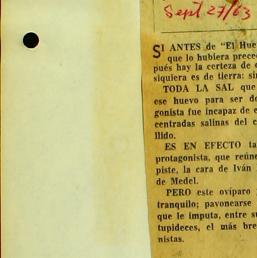 Sept 27/63
SI ANTES de "El Hue
que lo hubiera prece
pués hay la certeza de e
siquiera es de tierra: sin
TODA LA SAL que
ese huevo para ser de
gonista fue incapaz de e
centradas salinas del c
llido.
ES EN EFECTO ta
protagonista, que reúne
piste, la cara de Iván
de Medel.
PERO este ovíparo
tranquilo; pavonearse
que le imputa, entre su
tupideces, el más bre
nistas.